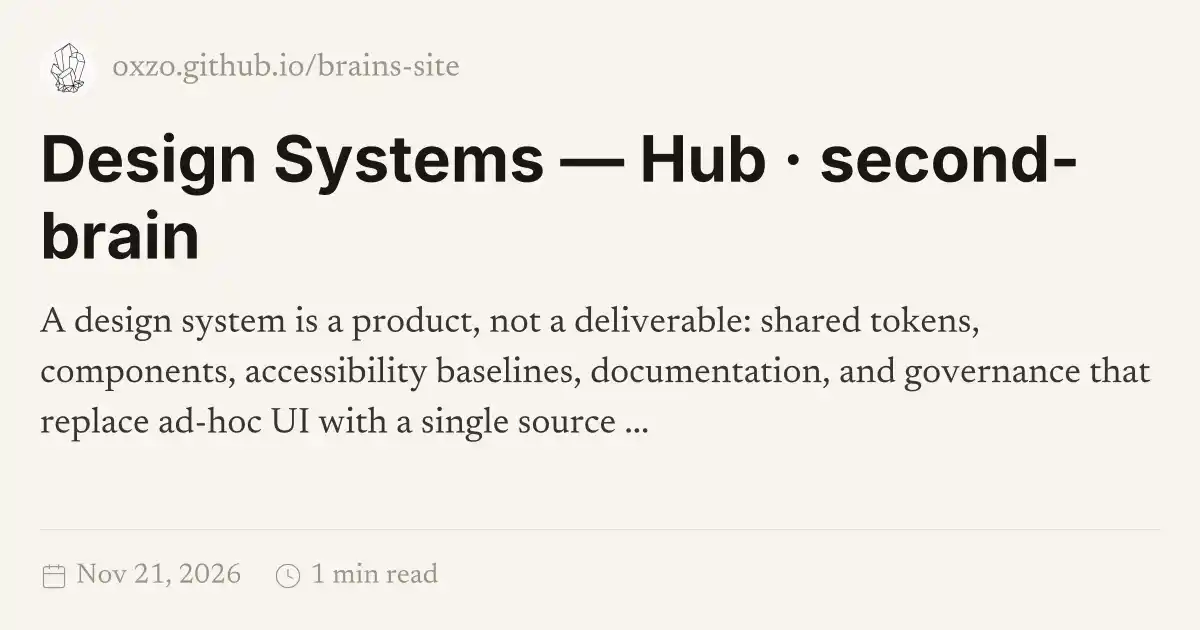 oxzo.github.io/brains-site
Design Systems — Hub · second-
brain
A design system is a product, not a deliverable: shared tokens,
components, accessibility baselines, documentation, and governance that
replace ad-hoc UI with a single source ...
Nov 21, 2026 1 min read